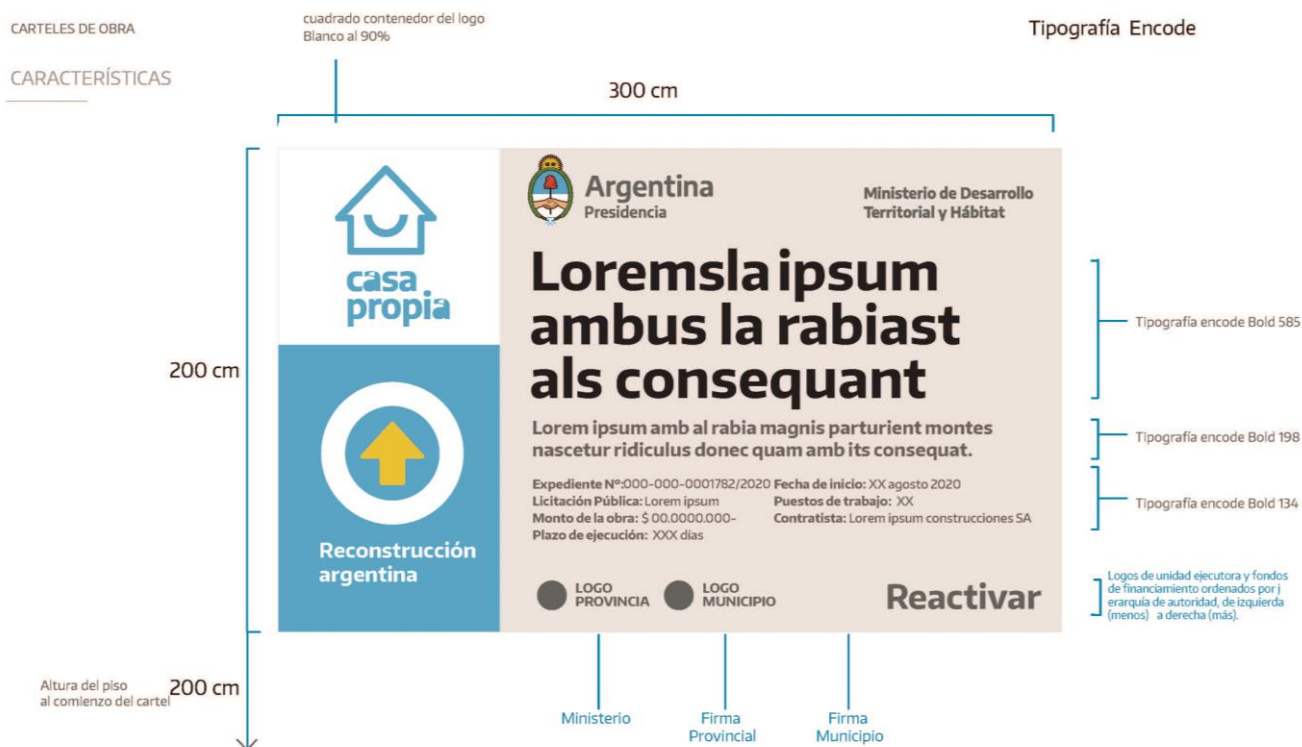 CARTELES DE OBRA
CARACTERÍSTICAS
cuadrado contenedor del logo
Blanco al 90%
Tipografía Encode
300 cm
200 cm
casa
propia
Reconstrucción
argentina
Argentina
Presidencia
Ministerio de Desarrollo
Territorial y Hábitat
Loremsla ipsum
ambus la rabiast
als consequant
Lorem ipsum amb al rabia magnis parturient montes
nascetur ridiculus donec quam amb its consequat.
Expediente Nº:000-000-0001782/2020 Fecha de inicio: XX agosto 2020
Licitación Pública: Lorem ipsum Puestos de trabajo: XX
Monto de la obra: $ 00.0000.000- Contratista: Lorem ipsum construcciones SA
Plazo de ejecución: XXX días
LOGO
PROVINCIA
LOGO
MUNICIPIO
Reactivar
Tipografía encode Bold 585
Tipografía encode Bold 198
Tipografía encode Bold 134
Logos de unidad ejecutora y fondos
de financiamiento ordenados por j
erarquía de autoridad, de izquierda
(menos) a derecha (más).
Altura del piso
al comienzo del cartel
200 cm
Ministerio
Firma
Provincial
Firma
Municipio